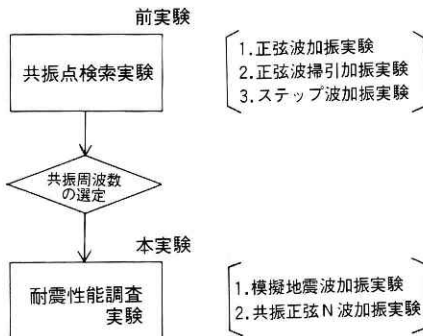 前実験
共振点検索実験
1.正弦波加振実験
2.正弦波掃引加振実験
3.ステップ波加振実験
共振周波数
の選定
本実験
耐震性能調査
実験
1.模擬地震波加振実験
2.共振正弦N波加振実験